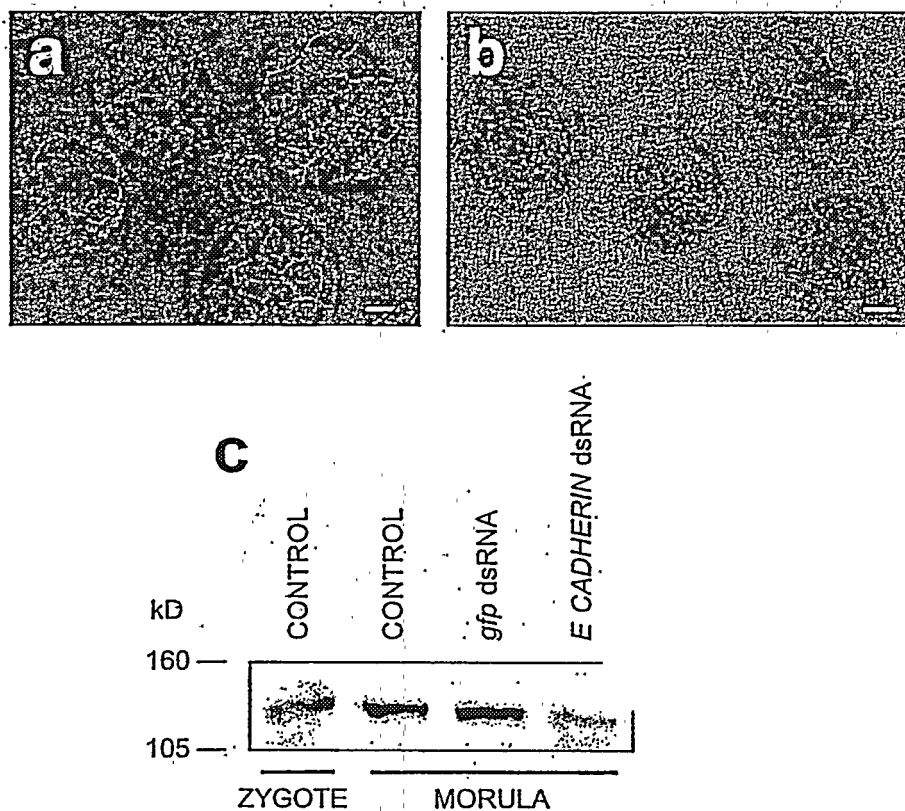 a
b
C
CONTROL
CONTROL
gfp dsRNA
E CADHERIN dsRNA
kD
160
105
ZYGOTE
MORULA